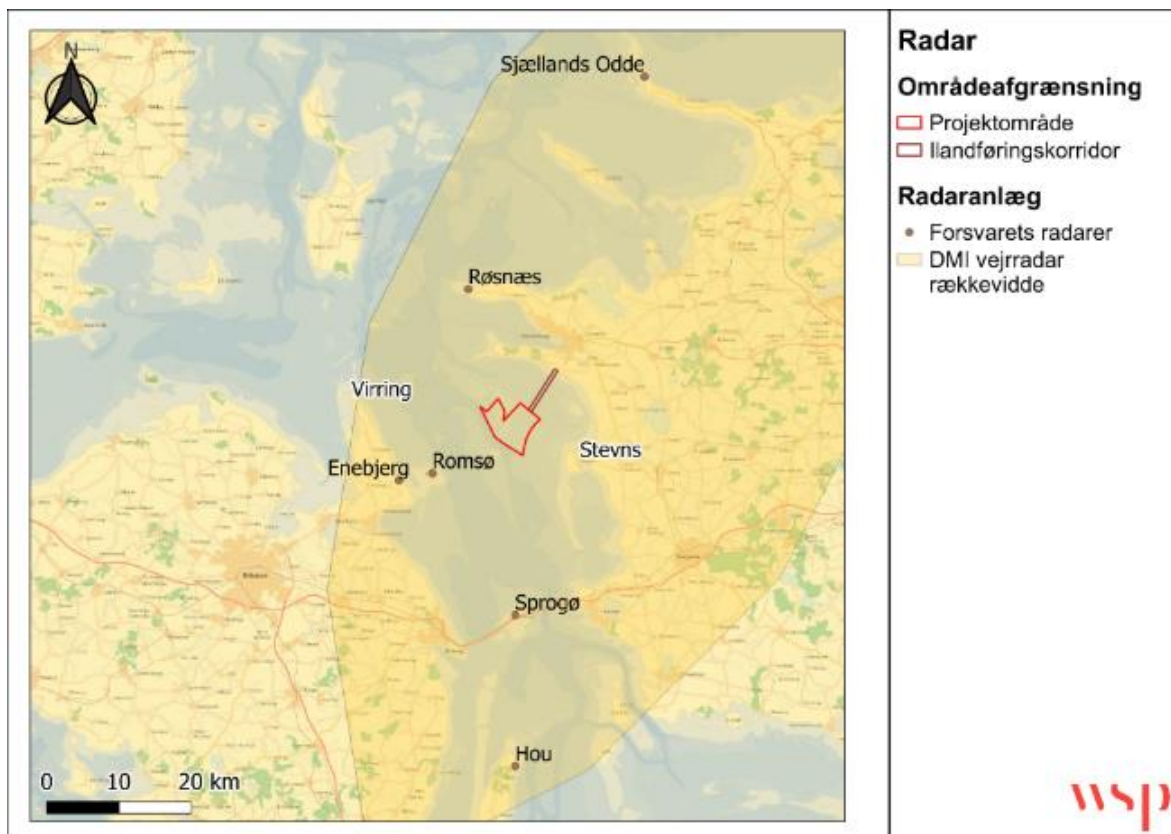 N
Sjællands Odde
Røsnæs
Virring
Stevns
Romsø
Enebjerg
Sprogø
Hou
0 10 20 km
Radar
Områdeafgrænsning
Projektområde
Ilandføringskorridor
Radaranlæg
Forsvarets radarer
DMI vejrradar
rækkevidde
wsp